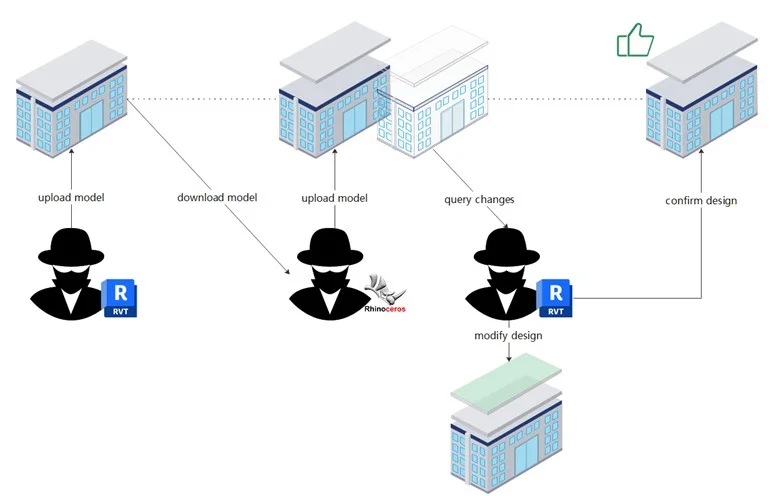 upload model
download model
upload model
query changes
confirm design
R
RVT
Rhinoceros
R
RVT
modify design